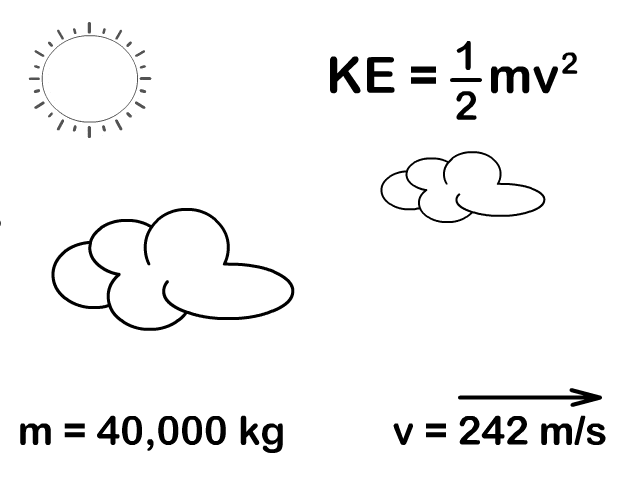 KE = 1/2 mv²
m = 40,000 kg
v = 242 m/s